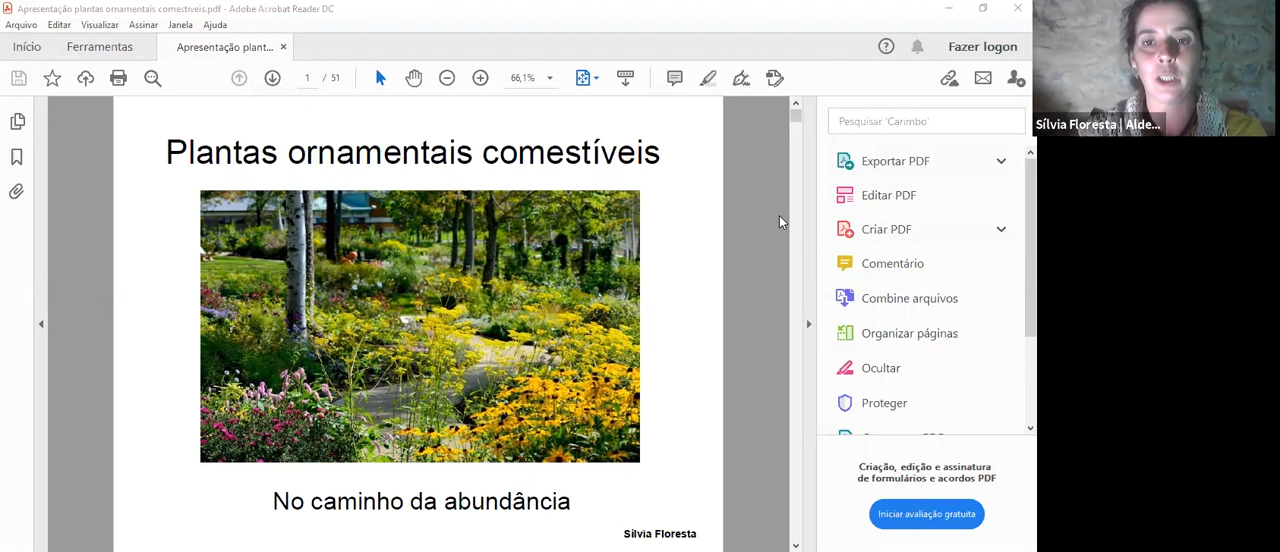 Apresentação plantas ornamentais comestíveis.pdf - Adobe Acrobat Reader DC
Arquivo Editar Visualizar Assinar Janela Ajuda
Início Ferramentas Apresentação plant... ×
Fazer logon
1 / 51 66,1%
Sílvia Floresta | Alde...
Pesquisar 'Carimbo'
Plantas ornamentais comestíveis
Exportar PDF
Editar PDF
Criar PDF
Comentário
Combine arquivos
Organizar páginas
Ocultar
Proteger
Criação, edição e assinatura
de formulários e acordos PDF
Iniciar avaliação gratuita
No caminho da abundância
Sílvia Floresta